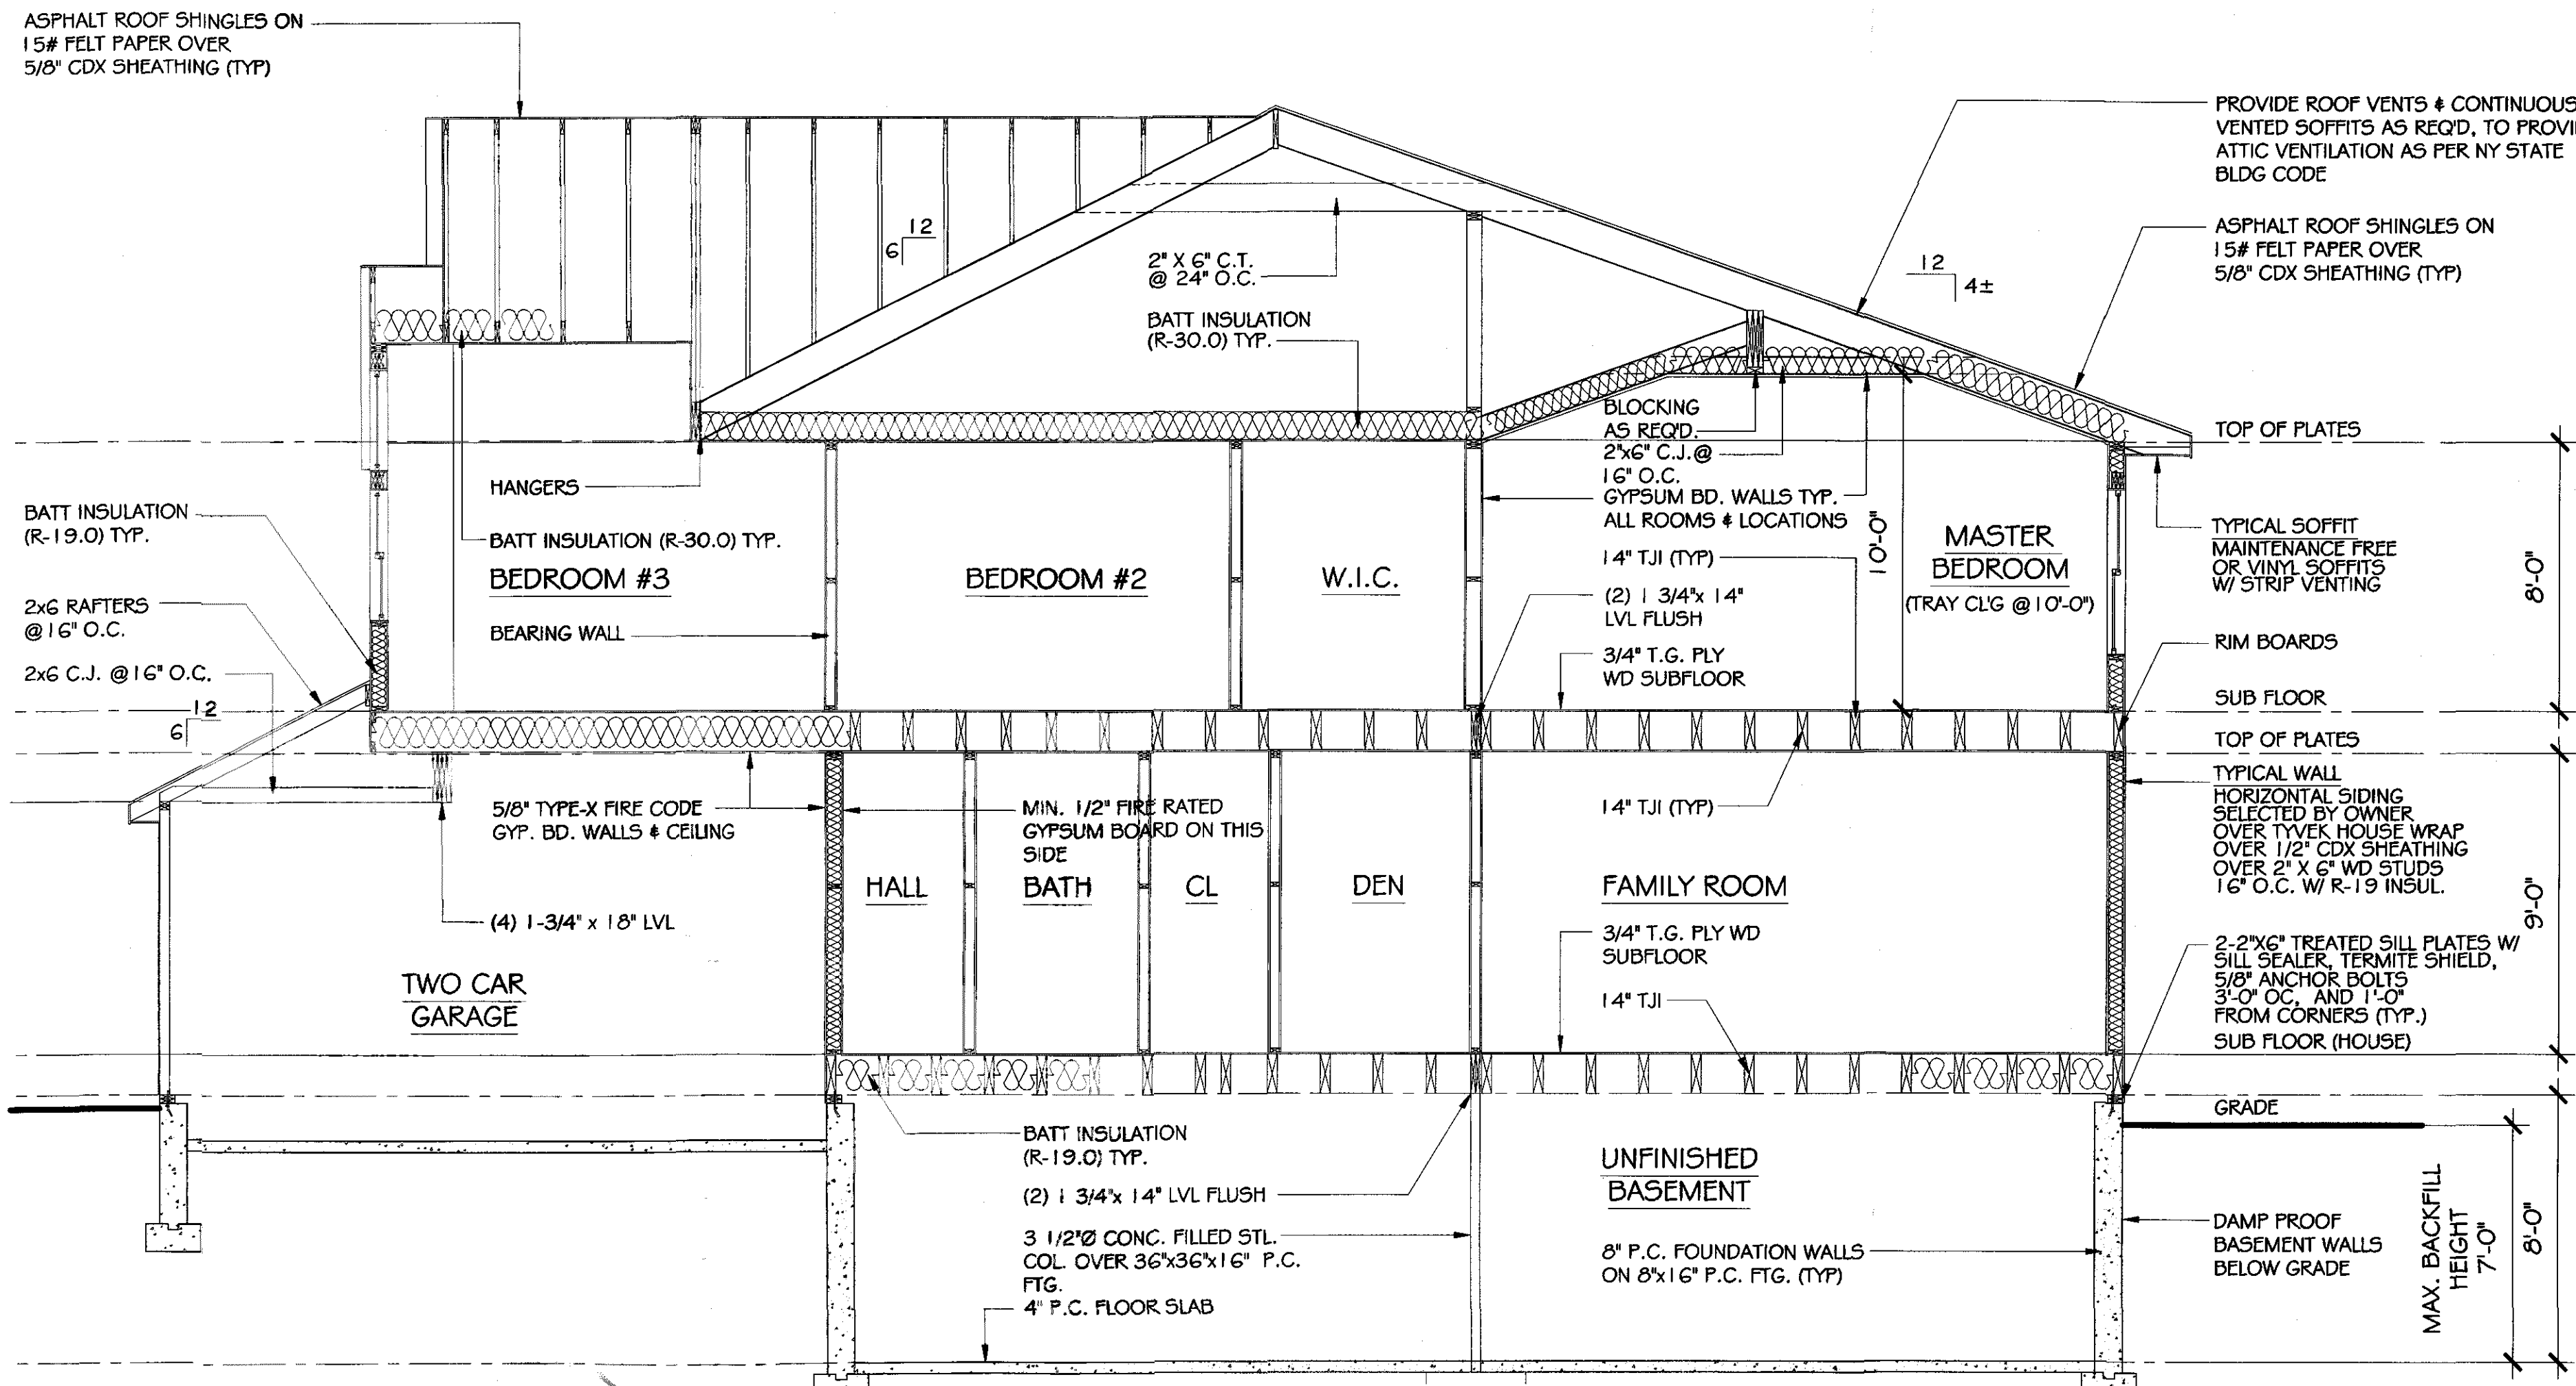 ASPHALT ROOF SHINGLES ON
15# FELT PAPER OVER
5/8" CDX SHEATHING (TYP)
PROVIDE ROOF VENTS & CONTINUOUS
VENTED SOFFITS AS REQ'D, TO PROVI
ATTIC VENTILATION AS PER NY STATE
BLDG CODE
ASPHALT ROOF SHINGLES ON
15# FELT PAPER OVER
5/8" CDX SHEATHING (TYP)
12
6
12
4±
2" X 6" C.T.
@ 24" O.C.
BATT INSULATION
(R-30.0) TYP.
BLOCKING
AS REQ'D.
2"x6" C.J.@
16" O.C.
GYPSUM BD. WALLS TYP.
ALL ROOMS & LOCATIONS
TOP OF PLATES
HANGERS
BATT INSULATION (R-30.0) TYP.
BEDROOM #3
BEARING WALL
BATT INSULATION
(R-19.0) TYP.
2x6 RAFTERS
@16" O.C.
2x6 C.J. @16" O.C.
12
6
BEDROOM #2
W.I.C.
14" TJI (TYP)
(2) 1 3/4"x 14"
LVL FLUSH
3/4" T.G. PLY
WD SUBFLOOR
10'-0"
MASTER
BEDROOM
(TRAY CL'G @10'-0")
TYPICAL SOFFIT
MAINTENANCE FREE
OR VINYL SOFFITS
W/ STRIP VENTING
8'-0"
RIM BOARDS
SUB FLOOR
TOP OF PLATES
TYPICAL WALL
HORIZONTAL SIDING
SELECTED BY OWNER
OVER TYVEK HOUSE WRAP
OVER 1/2" CDX SHEATHING
OVER 2" X 6" WD STUDS
16" O.C. W/ R-19 INSUL.
9'-0"
5/8" TYPE-X FIRE CODE
GYP. BD. WALLS & CEILING
(4) 1-3/4" x 18" LVL
TWO CAR
GARAGE
MIN. 1/2" FIRE RATED
GYPSUM BOARD ON THIS
SIDE
HALL
BATH
CL
DEN
14" TJI (TYP)
FAMILY ROOM
3/4" T.G. PLY WD
SUBFLOOR
14" TJI
2-2"X6" TREATED SILL PLATES W/
SILL SEALER, TERMITE SHIELD,
5/8" ANCHOR BOLTS
3'-0" OC, AND 1'-0"
FROM CORNERS (TYP.)
SUB FLOOR (HOUSE)
GRADE
BATT INSULATION
(R-19.0) TYP.
(2) 1 3/4"x 14" LVL FLUSH
3 1/2"Ø CONC. FILLED STL.
COL. OVER 36"x36"x16" P.C.
FTG.
4" P.C. FLOOR SLAB
UNFINISHED
BASEMENT
8" P.C. FOUNDATION WALLS
ON 8"x16" P.C. FTG. (TYP)
DAMP PROOF
BASEMENT WALLS
BELOW GRADE
MAX. BACKFILL
HEIGHT
7'-0"
8'-0"